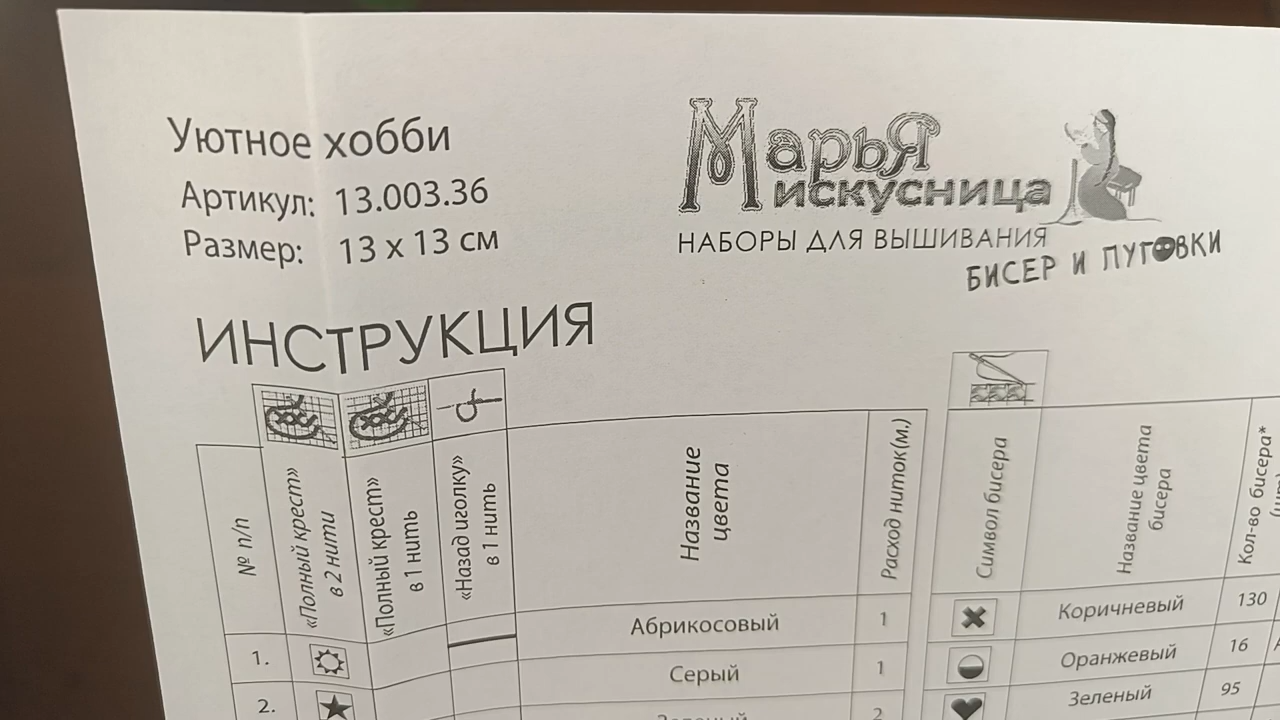 Уютное хобби
Артикул: 13.003.36
Размер: 13 х 13 см
МарьЯ
искусница
НАБОРЫ ДЛЯ ВЫШИВАНИЯ
БИСЕР И ПУГОВКИ
ИНСТРУКЦИЯ
№ п/п
«Полный крест»
в 2 нити
«Полный крест»
в 1 нить
«Назад иголку»
в 1 нить
Название
цвета
Расход ниток(м.)
Символ бисера
Название цвета
бисера
Кол-во бисера*
1. Абрикосовый 1
2. Серый 1
2
Коричневый 130
Оранжевый 16
Зеленый 95